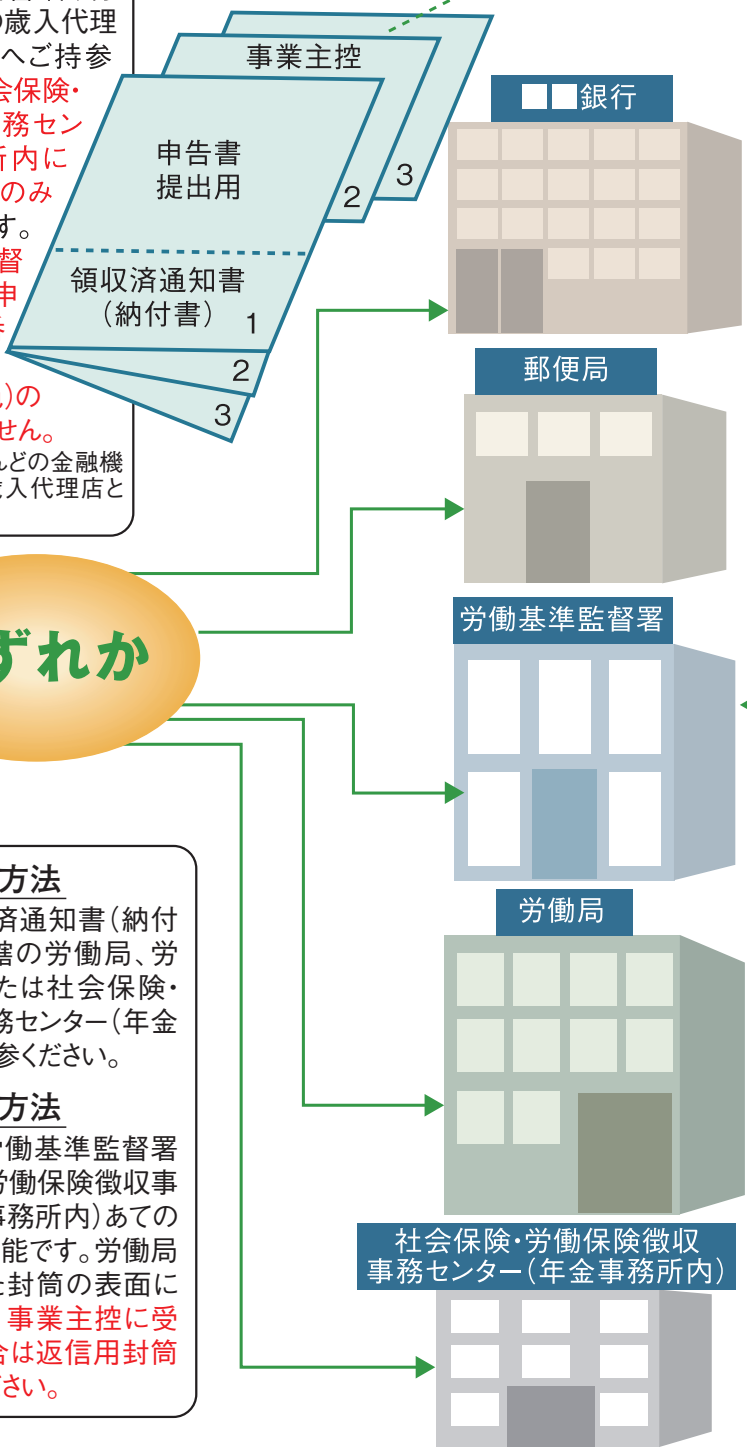 歳入代理
へご持参
会保険・
務セン
所内に
のみ
す。
督
申
)の
せん。
んどの金融機
歳入代理店と
事業主控
申告書
提出用
2
3
領収済通知書
(納付書)
1
2
3
□□銀行
郵便局
労働基準監督署
ずれか
労働局
社会保険・労働保険徴収
事務センター(年金事務所内)
方法
済通知書(納付
轄の労働局、労
たは社会保険・
務センター(年金
参ください。
方法
労働基準監督署
労働保険徴収事
事務所内)あての
能です。労働局
た封筒の表面に
事業主控に受
合は返信用封筒
ださい。